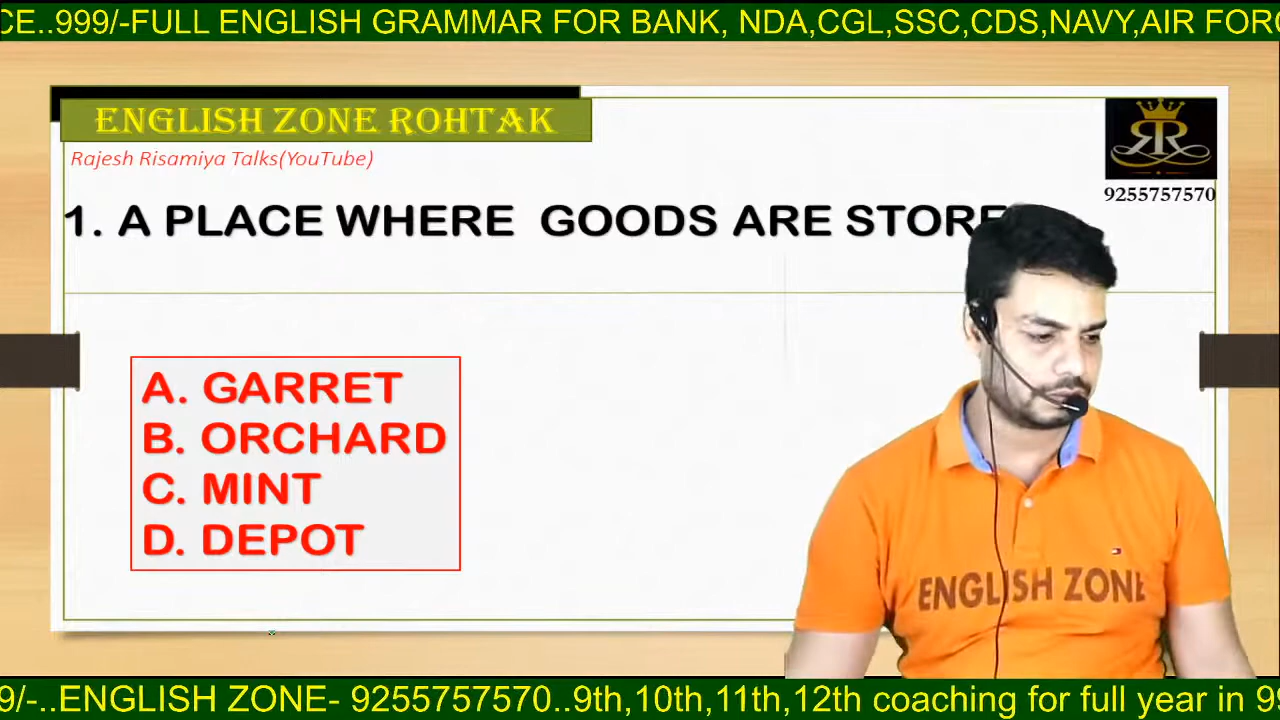 CE..999/-FULL ENGLISH GRAMMAR FOR BANK, NDA,CGL,SSC,CDS,NAVY,AIR FORC
ENGLISH ZONE ROHTAK
Rajesh Risamiya Talks(YouTube)
RR
9255757570
1. A PLACE WHERE GOODS ARE STORE
A. GARRET
B. ORCHARD
C. MINT
D. DEPOT
ENGLISH ZONE
9/-..ENGLISH ZONE- 9255757570..9th,10th,11th,12th coaching for full year in 99